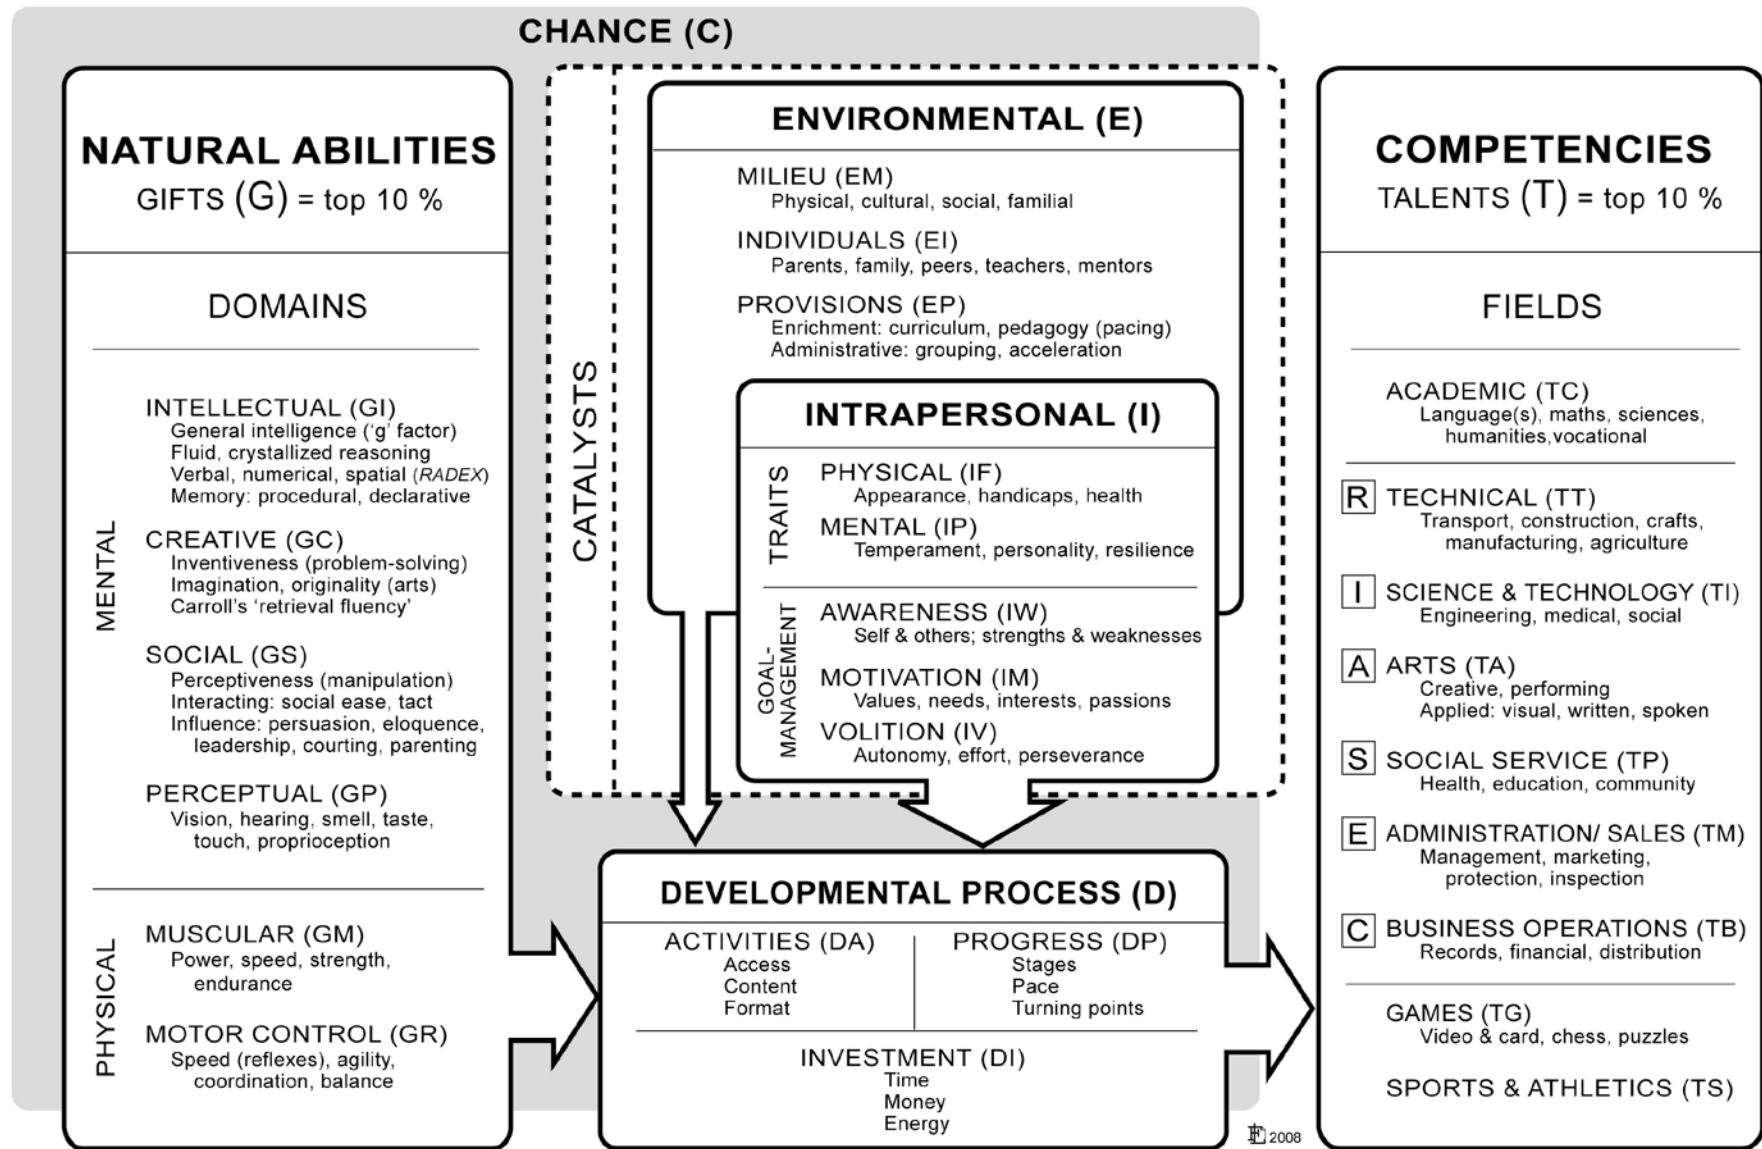 CHANCE (C)
NATURAL ABILITIES
GIFTS (G) = top 10 %
DOMAINS
MENTAL
INTELLECTUAL (GI)
General intelligence (‘g’ factor)
Fluid, crystallized reasoning
Verbal, numerical, spatial (RADEX)
Memory: procedural, declarative
CREATIVE (GC)
Inventiveness (problem-solving)
Imagination, originality (arts)
Carroll’s ‘retrieval fluency’
SOCIAL (GS)
Perceptiveness (manipulation)
Interacting: social ease, tact
Influence: persuasion, eloquence,
leadership, courting, parenting
PERCEPTUAL (GP)
Vision, hearing, smell, taste,
touch, proprioception
PHYSICAL
MUSCULAR (GM)
Power, speed, strength,
endurance
MOTOR CONTROL (GR)
Speed (reflexes), agility,
coordination, balance
CATALYSTS
ENVIRONMENTAL (E)
MILIEU (EM)
Physical, cultural, social, familial
INDIVIDUALS (EI)
Parents, family, peers, teachers, mentors
PROVISIONS (EP)
Enrichment: curriculum, pedagogy (pacing)
Administrative: grouping, acceleration
INTRAPERSONAL (I)
TRAITS
PHYSICAL (IF)
Appearance, handicaps, health
MENTAL (IP)
Temperament, personality, resilience
GOAL-
MANAGEMENT
AWARENESS (IW)
Self & others; strengths & weaknesses
MOTIVATION (IM)
Values, needs, interests, passions
VOLITION (IV)
Autonomy, effort, perseverance
DEVELOPMENTAL PROCESS (D)
ACTIVITIES (DA)
Access
Content
Format
PROGRESS (DP)
Stages
Pace
Turning points
INVESTMENT (DI)
Time
Money
Energy
2008
COMPETENCIES
TALENTS (T) = top 10 %
FIELDS
ACADEMIC (TC)
Language(s), maths, sciences,
humanities,vocational
R TECHNICAL (TT)
Transport, construction, crafts,
manufacturing, agriculture
I SCIENCE & TECHNOLOGY (TI)
Engineering, medical, social
A ARTS (TA)
Creative, performing
Applied: visual, written, spoken
S SOCIAL SERVICE (TP)
Health, education, community
E ADMINISTRATION/ SALES (TM)
Management, marketing,
protection, inspection
C BUSINESS OPERATIONS (TB)
Records, financial, distribution
GAMES (TG)
Video & card, chess, puzzles
SPORTS & ATHLETICS (TS)